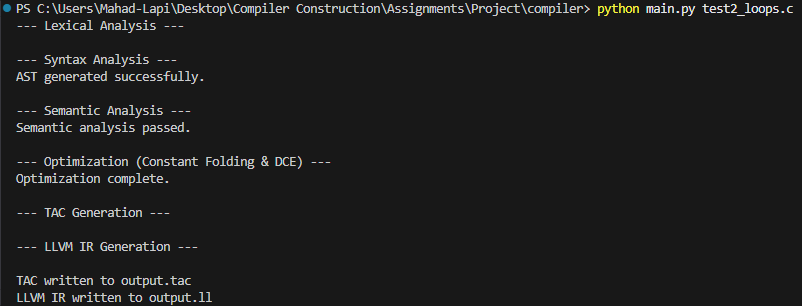 PS C:\Users\Mahad-Lapi\Desktop\Compiler Construction\Assignments\Project\compiler> python main.py test2_loops.c
--- Lexical Analysis ---
--- Syntax Analysis ---
AST generated successfully.
--- Semantic Analysis ---
Semantic analysis passed.
--- Optimization (Constant Folding & DCE) ---
Optimization complete.
--- TAC Generation ---
--- LLVM IR Generation ---
TAC written to output.tac
LLVM IR written to output.ll